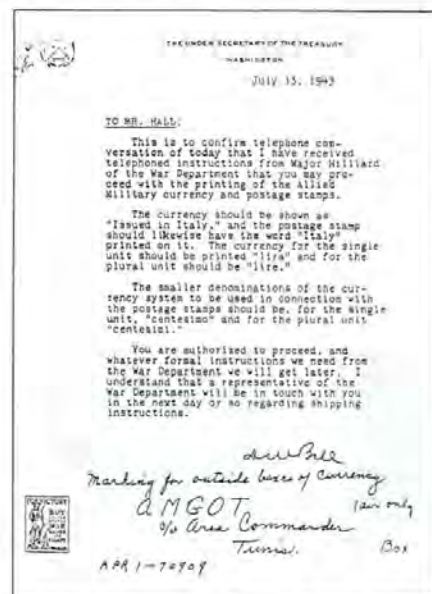 THE UNDER SECRETARY OF THE TREASURY
WASHINGTON
July 13, 1943
TO MR. HALL:
This is to confirm telephone con-
versation of today that I have received
telephoned instructions from Major Hilliard
of the War Department that you may pro-
ceed with the printing of the Allied
Military currency and postage stamps.
The currency should be shown as
"Issued in Italy," and the postage stamp
should likewise have the word "Italy"
printed on it. The currency for the single
unit should be printed "lira" and for the
plural unit should be "lire."
The smaller denominations of the cur-
rency system to be used in connection with
the postage stamps should be, for the single
unit, "centesimo" and for the plural unit
"centesimi."
You are authorized to proceed, and
whatever formal instructions we need from
the War Department we will get later. I
understand that a representative of the
War Department will be in touch with you
in the next day or so regarding shipping
instructions.
DWBell
Marking for outside boxes of currency
AMGOT only
c/o Area Commander
Tunis. Box
APR 1-70909
FOR VICTORY
BUY
WAR